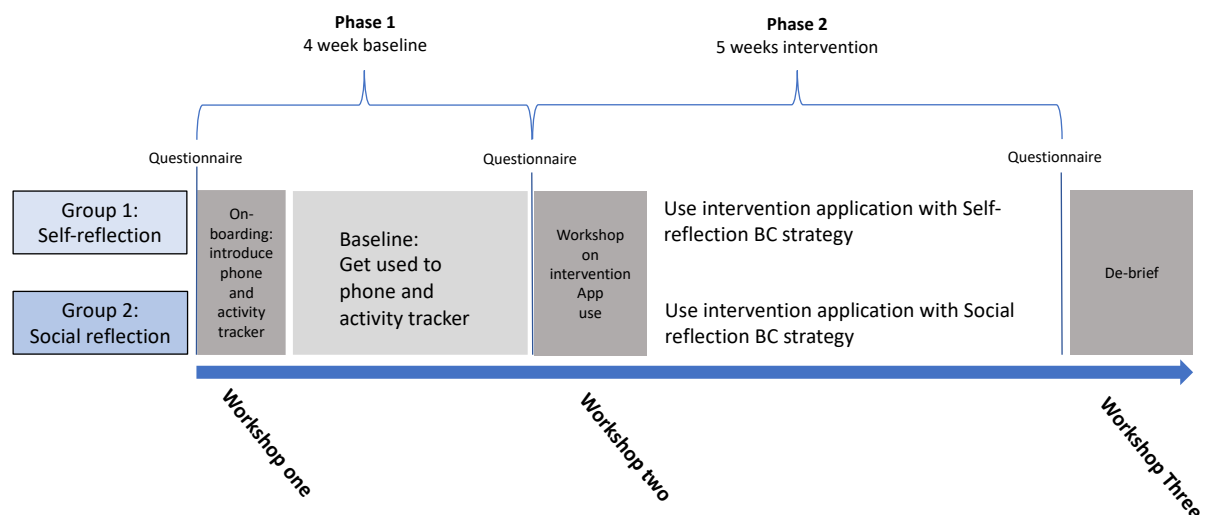 Phase 1
4 week baseline
Phase 2
5 weeks intervention
Questionnaire
Questionnaire
Questionnaire
Group 1:
Self-reflection
Group 2:
Social reflection
On-
boarding:
introduce
phone
and
activity
tracker
Baseline:
Get used to
phone and
activity tracker
Workshop
on
intervention
App
use
Use intervention application with Self-
reflection BC strategy
Use intervention application with Social
reflection BC strategy
De-brief
Workshop one
Workshop two
Workshop Three